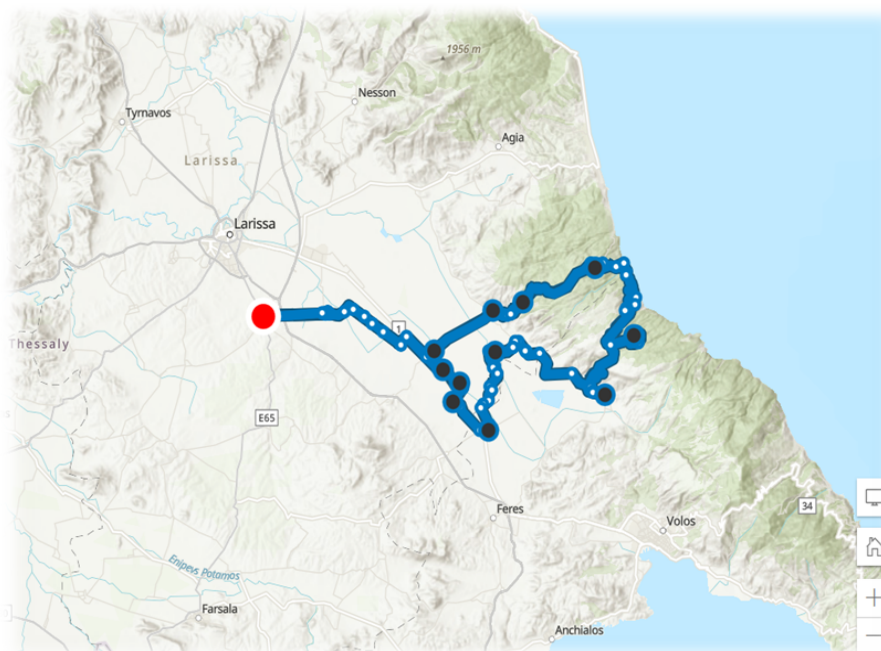 1956 m
Nesson
Tyrnavos
Agia
Larissa
Larissa
1
Thessaly
E65
34
Feres
Volos
Enipevs Potamos
Farsala
Anchialos